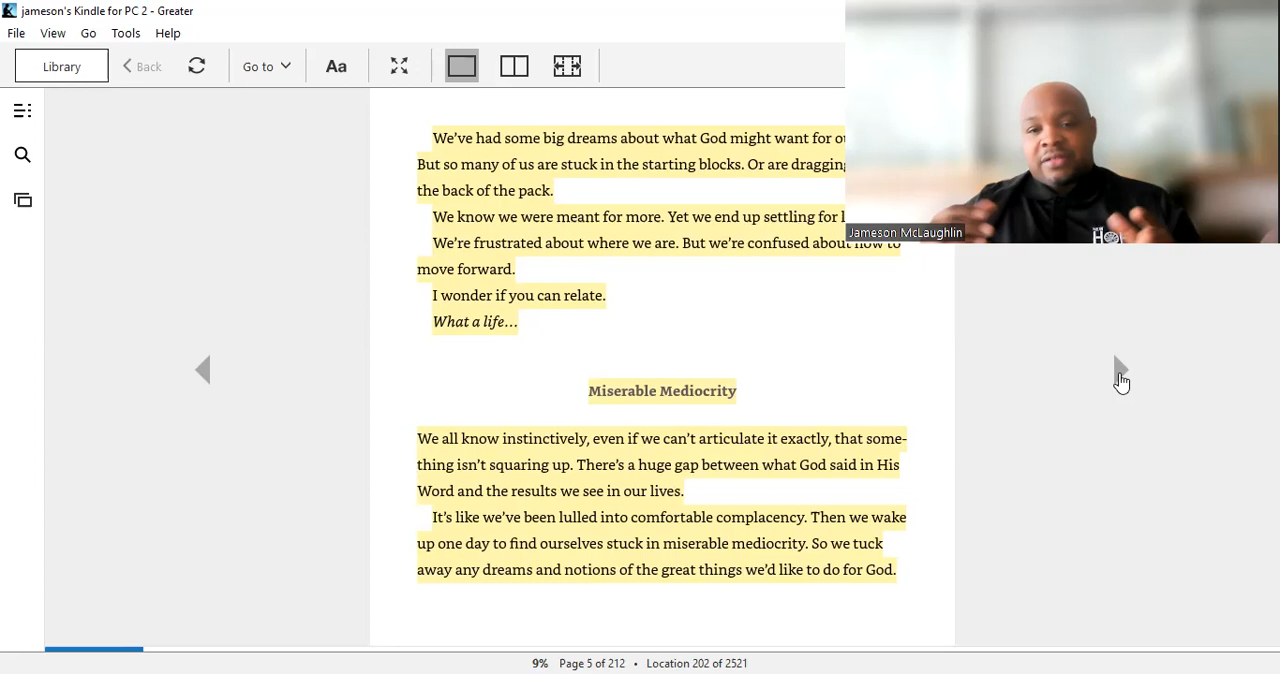 jameson's Kindle for PC 2 - Greater
File View Go Tools Help
Library Back Go to Aa
We've had some big dreams about what God might want for
But so many of us are stuck in the starting blocks. Or are dragging
the back of the pack.
We know we were meant for more. Yet we end up settling for
We're frustrated about where we are. But we're confused about how to
move forward.
I wonder if you can relate.
What a life…
Jameson McLaughlin
Miserable Mediocrity
We all know instinctively, even if we can't articulate it exactly, that some-
thing isn't squaring up. There's a huge gap between what God said in His
Word and the results we see in our lives.
It's like we've been lulled into comfortable complacency. Then we wake
up one day to find ourselves stuck in miserable mediocrity. So we tuck
away any dreams and notions of the great things we'd like to do for God.
9% Page 5 of 212 • Location 202 of 2521